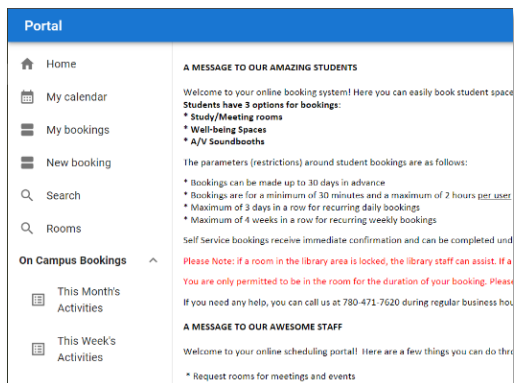 Portal
Home
My calendar
My bookings
New booking
Search
Rooms
On Campus Bookings
This Month's
Activities
This Week's
Activities
A MESSAGE TO OUR AMAZING STUDENTS
Welcome to your online booking system! Here you can easily book student space
Students have 3 options for bookings:
* Study/Meeting rooms
* Well-being Spaces
* A/V Soundbooths
The parameters (restrictions) around student bookings are as follows:
* Bookings can be made up to 30 days in advance
* Bookings are for a minimum of 30 minutes and a maximum of 2 hours per user
* Maximum of 3 days in a row for recurring daily bookings
* Maximum of 4 weeks in a row for recurring weekly bookings
Self Service bookings receive immediate confirmation and can be completed und
Please Note: if a room in the library area is locked, the library staff can assist. If a
You are only permitted to be in the room for the duration of your booking. Please
If you need any help, you can call us at 780-471-7620 during regular business hou
A MESSAGE TO OUR AWESOME STAFF
Welcome to your online scheduling portal! Here are a few things you can do thro
* Request rooms for meetings and events